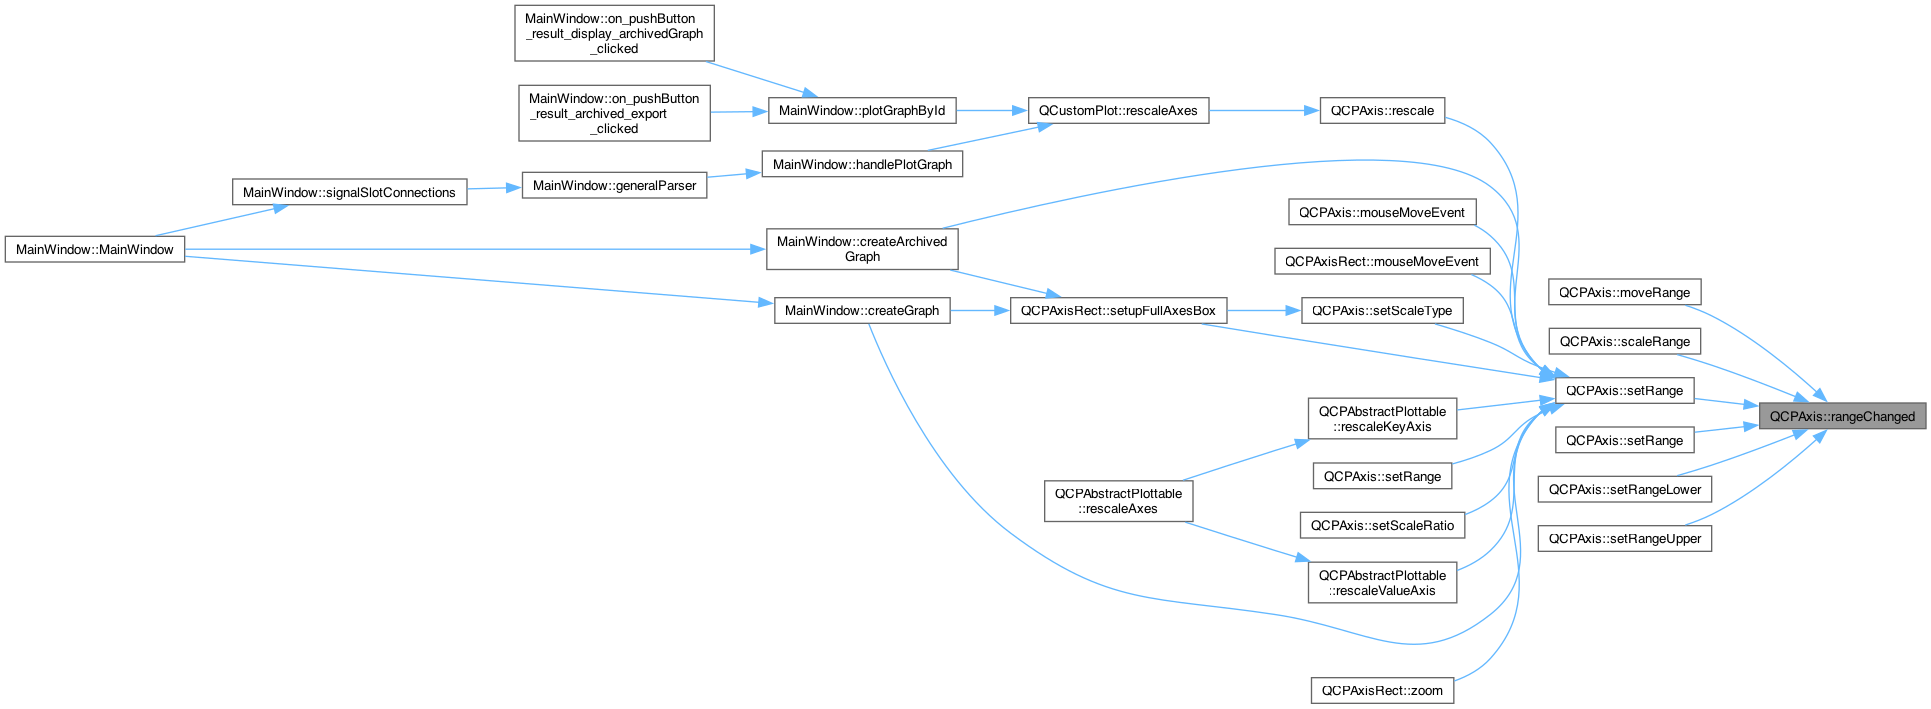 MainWindow::on_pushButton
_result_display_archivedGraph
_clicked
MainWindow::on_pushButton
_result_archived_export
_clicked
MainWindow::plotGraphById
QCustomPlot::rescaleAxes
QCPAxis::rescale
MainWindow::handlePlotGraph
MainWindow::generalParser
MainWindow::signalSlotConnections
MainWindow::MainWindow
MainWindow::createArchived
Graph
MainWindow::createGraph
QCPAxis::mouseMoveEvent
QCPAxisRect::mouseMoveEvent
QCPAxisRect::setupFullAxesBox
QCPAxis::setScaleType
QCPAxis::moveRange
QCPAxis::scaleRange
QCPAxis::setRange
QCPAxis::rangeChanged
QCPAbstractPlottable
::rescaleKeyAxis
QCPAxis::setRange
QCPAxis::setRange
QCPAbstractPlottable
::rescaleAxes
QCPAxis::setRangeLower
QCPAxis::setScaleRatio
QCPAxis::setRangeUpper
QCPAbstractPlottable
::rescaleValueAxis
QCPAxisRect::zoom